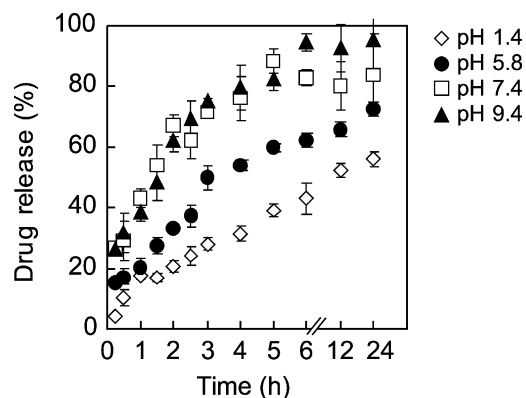 100
80
60
40
20
0
Drug release (%)
0 1 2 3 4 5 6 12 24
Time (h)
pH 1.4
pH 5.8
pH 7.4
pH 9.4